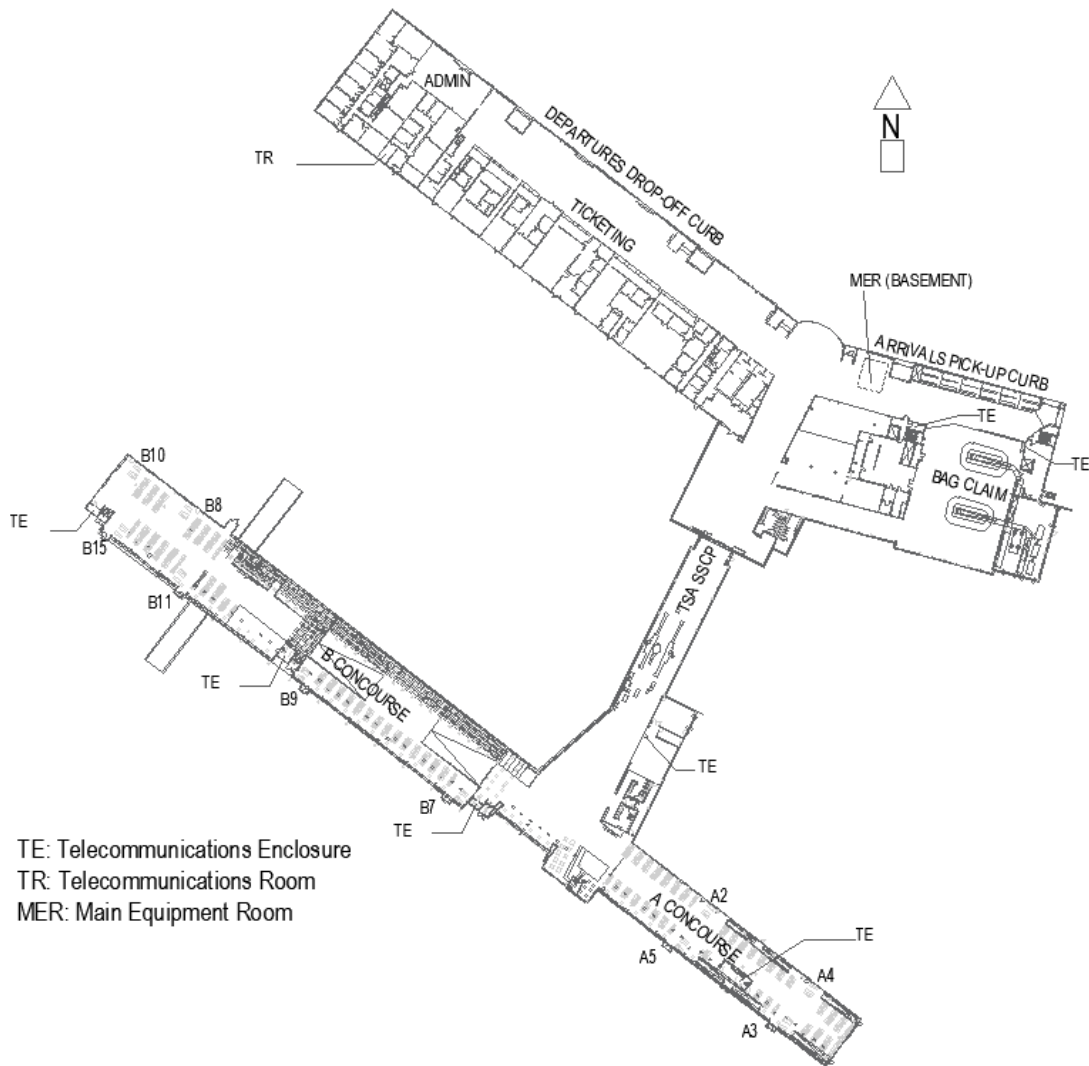 ADMIN
DEPARTURES DROP-OFF CURB
N
TR
TICKETING
MER (BASEMENT)
ARRIVALS PICK-UP CURB
TE
TE
BAG CLAIM
B10
B8
TE
B15
TSA SSCP
B11
TE
B9
B-CONCOURSE
TE
B7
TE
TE: Telecommunications Enclosure
TR: Telecommunications Room
MER: Main Equipment Room
A2
A CONCOURSE
TE
A5
A4
A3